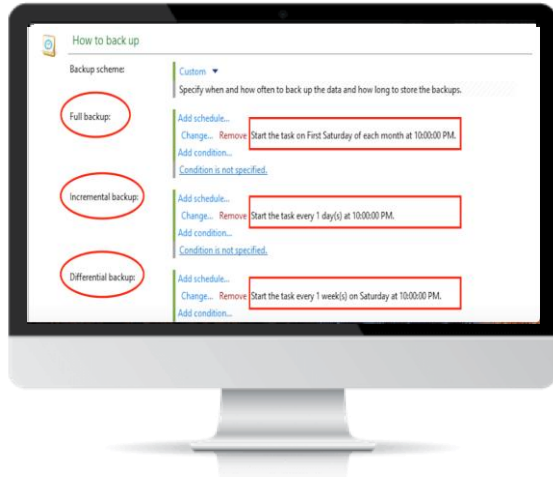 How to back up
Backup scheme:
Custom
Specify when and how often to back up the data and how long to store the backups.
Full backup:
Add schedule...
Change... Remove Start the task on First Saturday of each month at 10:00:00 PM.
Add condition...
Condition is not specified.
Incremental backup:
Add schedule...
Change... Remove Start the task every 1 day(s) at 10:00:00 PM.
Add condition...
Condition is not specified.
Differential backup:
Add schedule...
Change... Remove Start the task every 1 week(s) on Saturday at 10:00:00 PM.
Add condition...